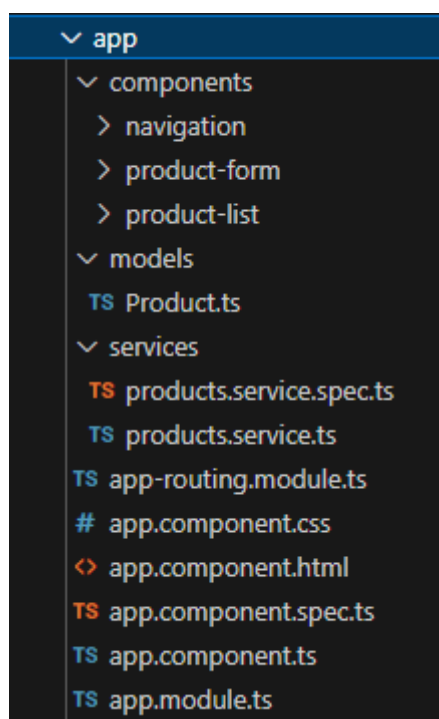 app
components
navigation
product-form
product-list
models
TS Product.ts
services
TS products.service.spec.ts
TS products.service.ts
TS app-routing.module.ts
# app.component.css
<> app.component.html
TS app.component.spec.ts
TS app.component.ts
TS app.module.ts